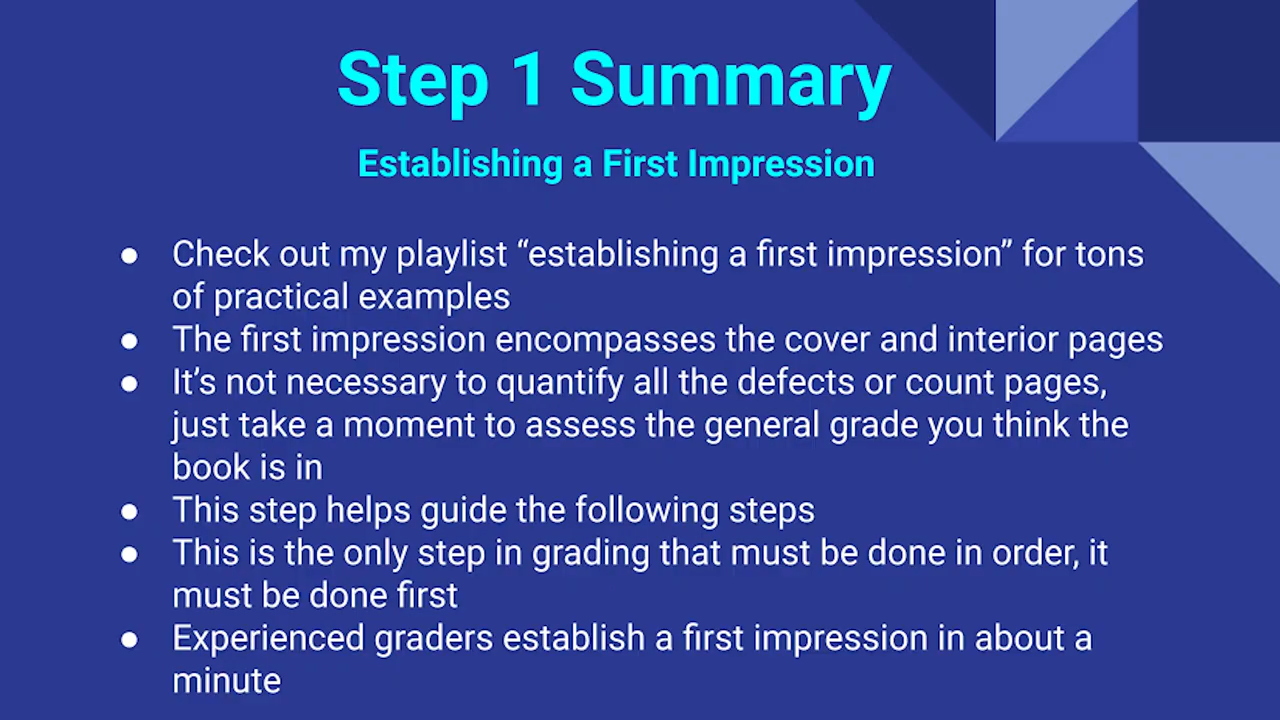 Step 1 Summary
Establishing a First Impression
● Check out my playlist “establishing a first impression” for tons
of practical examples
● The first impression encompasses the cover and interior pages
● It’s not necessary to quantify all the defects or count pages,
just take a moment to assess the general grade you think the
book is in
● This step helps guide the following steps
● This is the only step in grading that must be done in order, it
must be done first
● Experienced graders establish a first impression in about a
minute